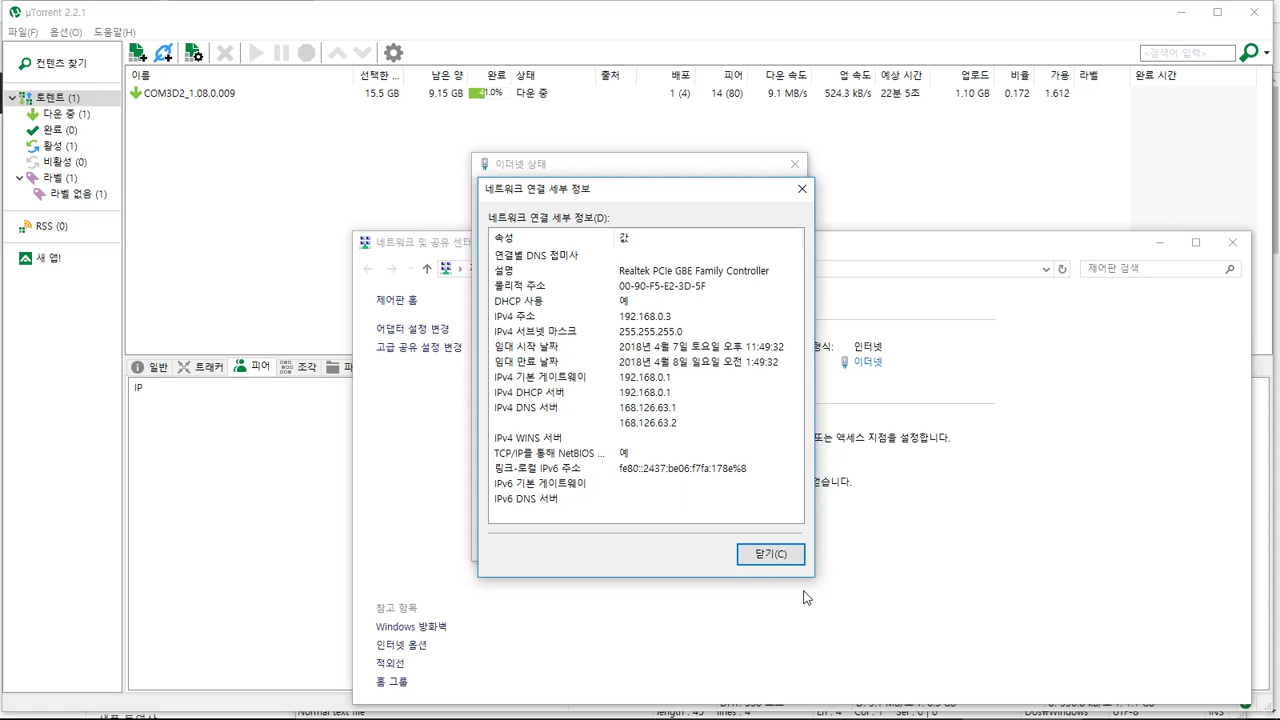 µTorrent 2.2.1
파일(F) 옵션(O) 도움말(H)
컨텐츠 찾기
<검색어 입력>
이름 선택한 ... 남은 양 완료 상태 출저 배포 피어 다운 속도 업 속도 예상 시간 업로드 비율 가용 라벨 완료 시간
COM3D2_1.08.0.009 15.5 GB 9.15 GB 41.0% 다운 중 1 (4) 14 (80) 9.1 MB/s 524.3 kB/s 22분 5초 1.10 GB 0.172 1.612
토렌트 (1)
다운 중 (1)
완료 (0)
활성 (1)
비활성 (0)
라벨 (1)
라벨 없음 (1)
RSS (0)
새 앱!
일반 트래커 피어 조각
IP
이더넷 상태
네트워크 연결 세부 정보
네트워크 연결 세부 정보(D):
속성 값
연결별 DNS 접미사
설명 Realtek PCIe GBE Family Controller
물리적 주소 00-90-F5-E2-3D-5F
DHCP 사용 예
IPv4 주소 192.168.0.3
IPv4 서브넷 마스크 255.255.255.0
임대 시작 날짜 2018년 4월 7일 토요일 오후 11:49:32
임대 만료 날짜 2018년 4월 8일 일요일 오전 1:49:32
IPv4 기본 게이트웨이 192.168.0.1
IPv4 DHCP 서버 192.168.0.1
IPv4 DNS 서버 168.126.63.1
168.126.63.2
IPv4 WINS 서버
TCP/IP를 통해 NetBIOS ... 예
링크-로컬 IPv6 주소 fe80::2437:be06:f7fa:178e%8
IPv6 기본 게이트웨이
IPv6 DNS 서버
닫기(C)
네트워크 및 공유 센터
제어판 검색
제어판 홈
어댑터 설정 변경
고급 공유 설정 변경
형식: 인터넷
이더넷
또는 액세스 지점을 설정합니다.
참고 항목
Windows 방화벽
인터넷 옵션
적외선
홈 그룹
Normal text file